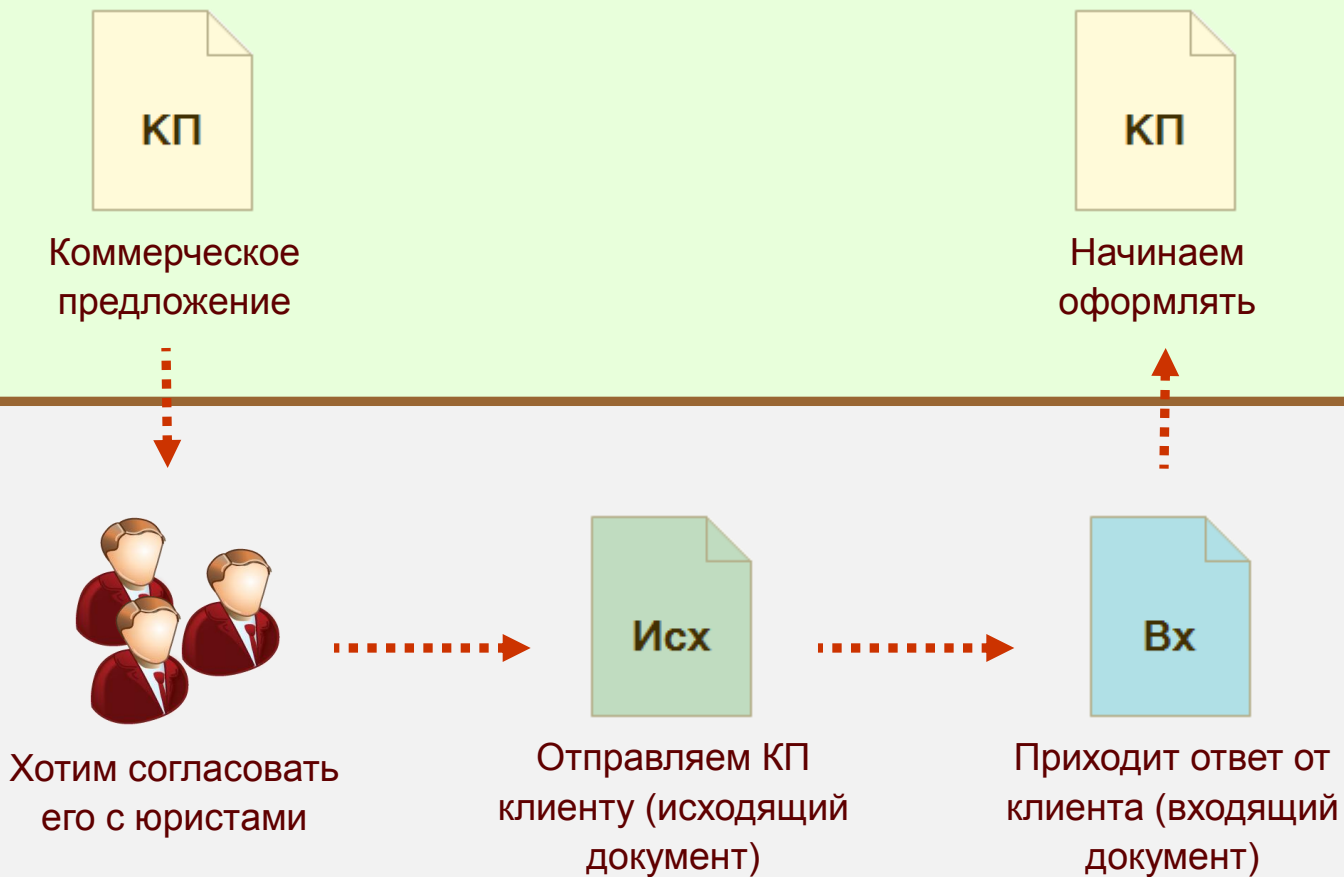 КП
Коммерческое
предложение
КП
Начинаем
оформлять
Хотим согласовать
его с юристами
Исх
Отправляем КП
клиенту (исходящий
документ)
Вх
Приходит ответ от
клиента (входящий
документ)